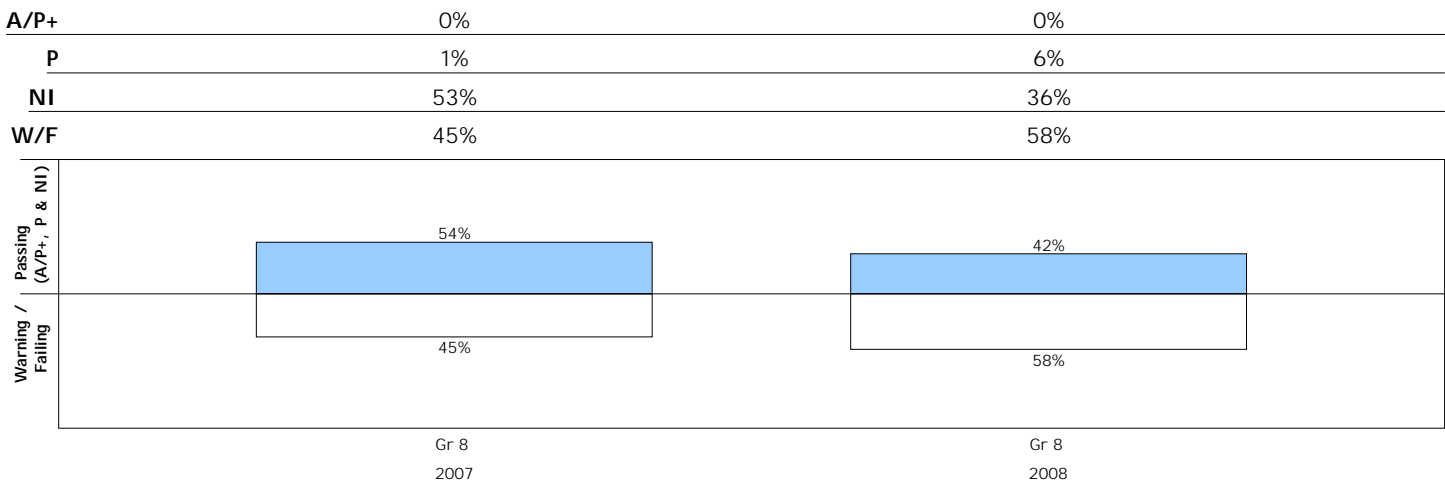 A/P+ 0% 0%
P 1% 6%
NI 53% 36%
W/F 45% 58%
Passing
(A/P+, P & NI)
Warning /
Failing
54%
42%
45%
58%
Gr 8 Gr 8
2007 2008